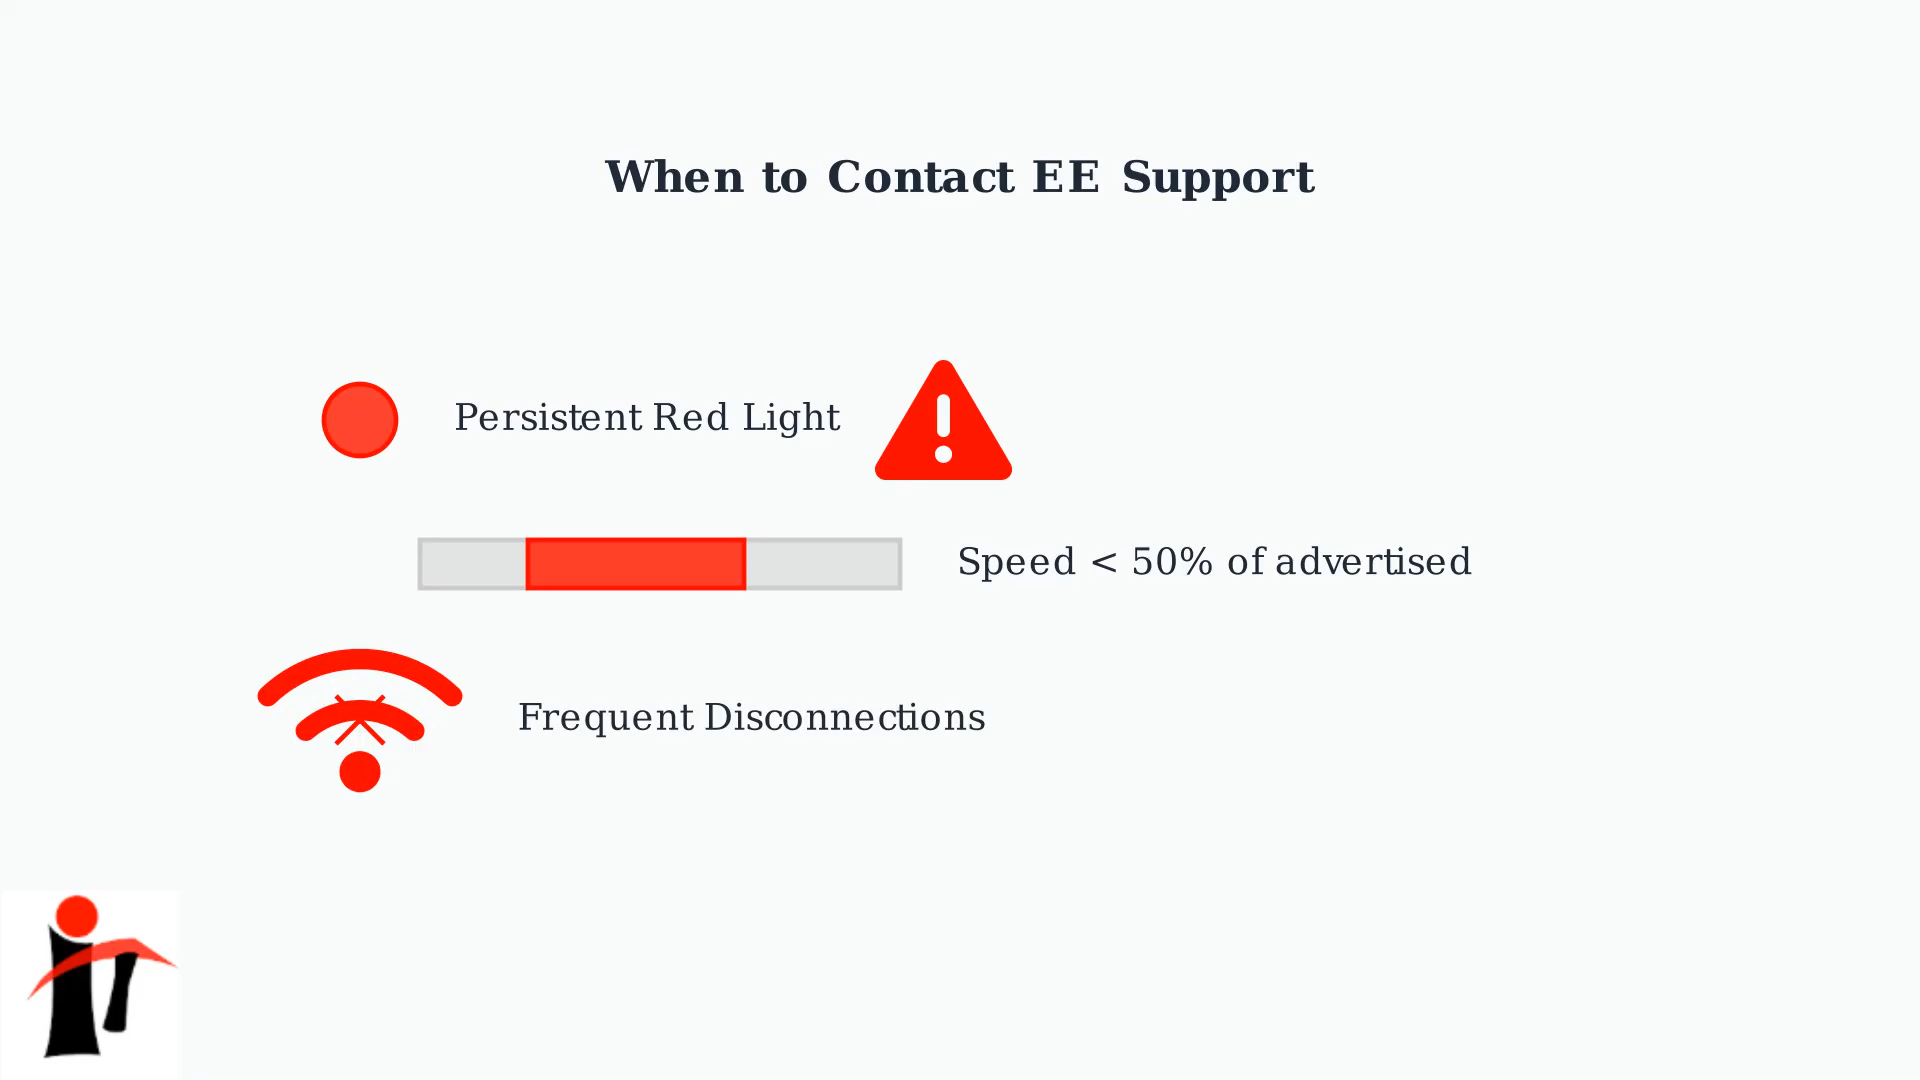 When to Contact EE Support
Persistent Red Light
Speed < 50% of advertised
Frequent Disconnections